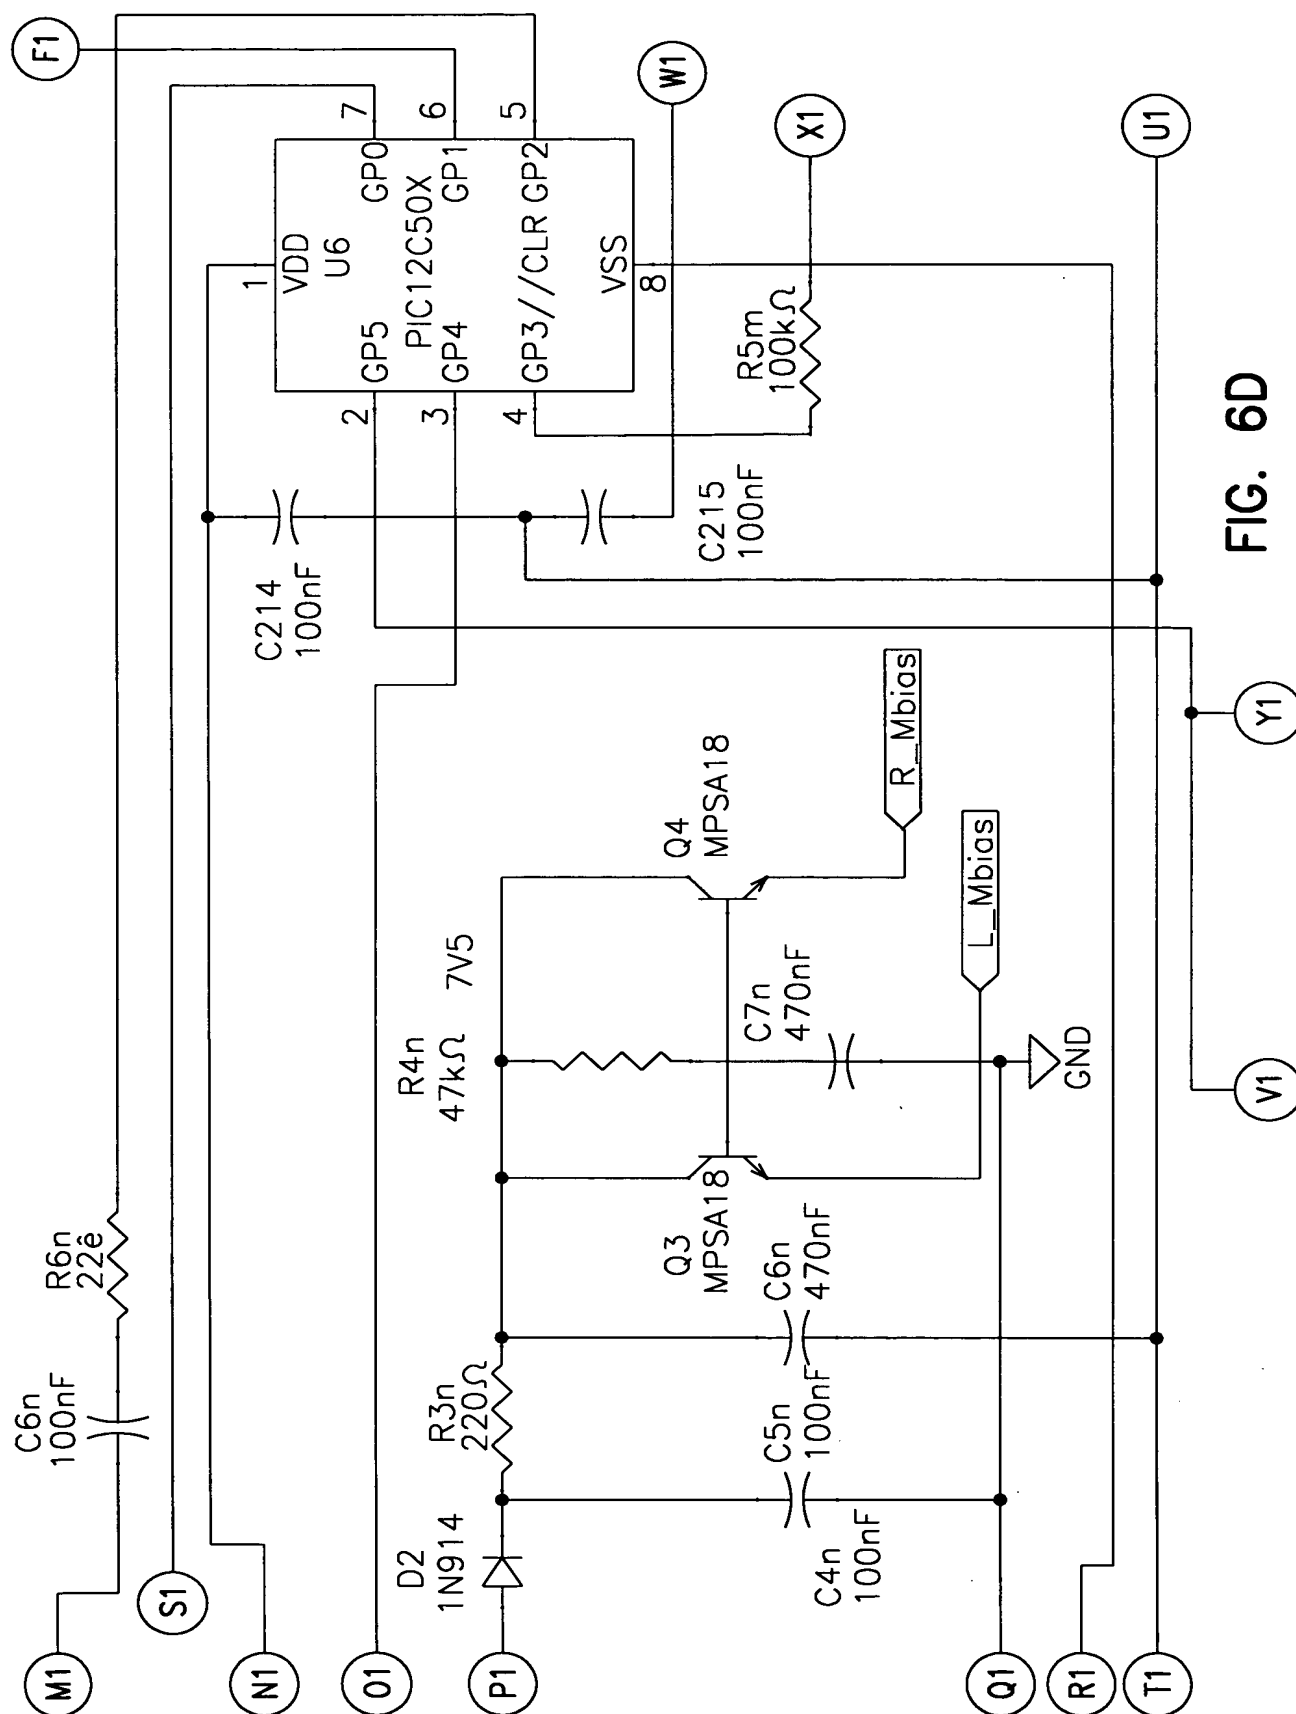 F1
S1
M1
N1
O1
P1
Q1
R1
T1
C6n
100nF
R6n
22ê
7
6
5
GP0
GP1
GP2
PIC12C50X
1
VDD
U6
GP5
GP4
GP3//CLR
VSS
8
2
3
4
W1
X1
U1
R5m
100kΩ
C214
100nF
C215
100nF
D2
1N914
R3n
220Ω
C4n
100nF
C5n
100nF
C6n
470nF
Q3
MPSA18
R4n
47kΩ
7V5
C7n
470nF
Q4
MPSA18
R_Mbias
L_Mbias
GND
V1
Y1
FIG. 6D